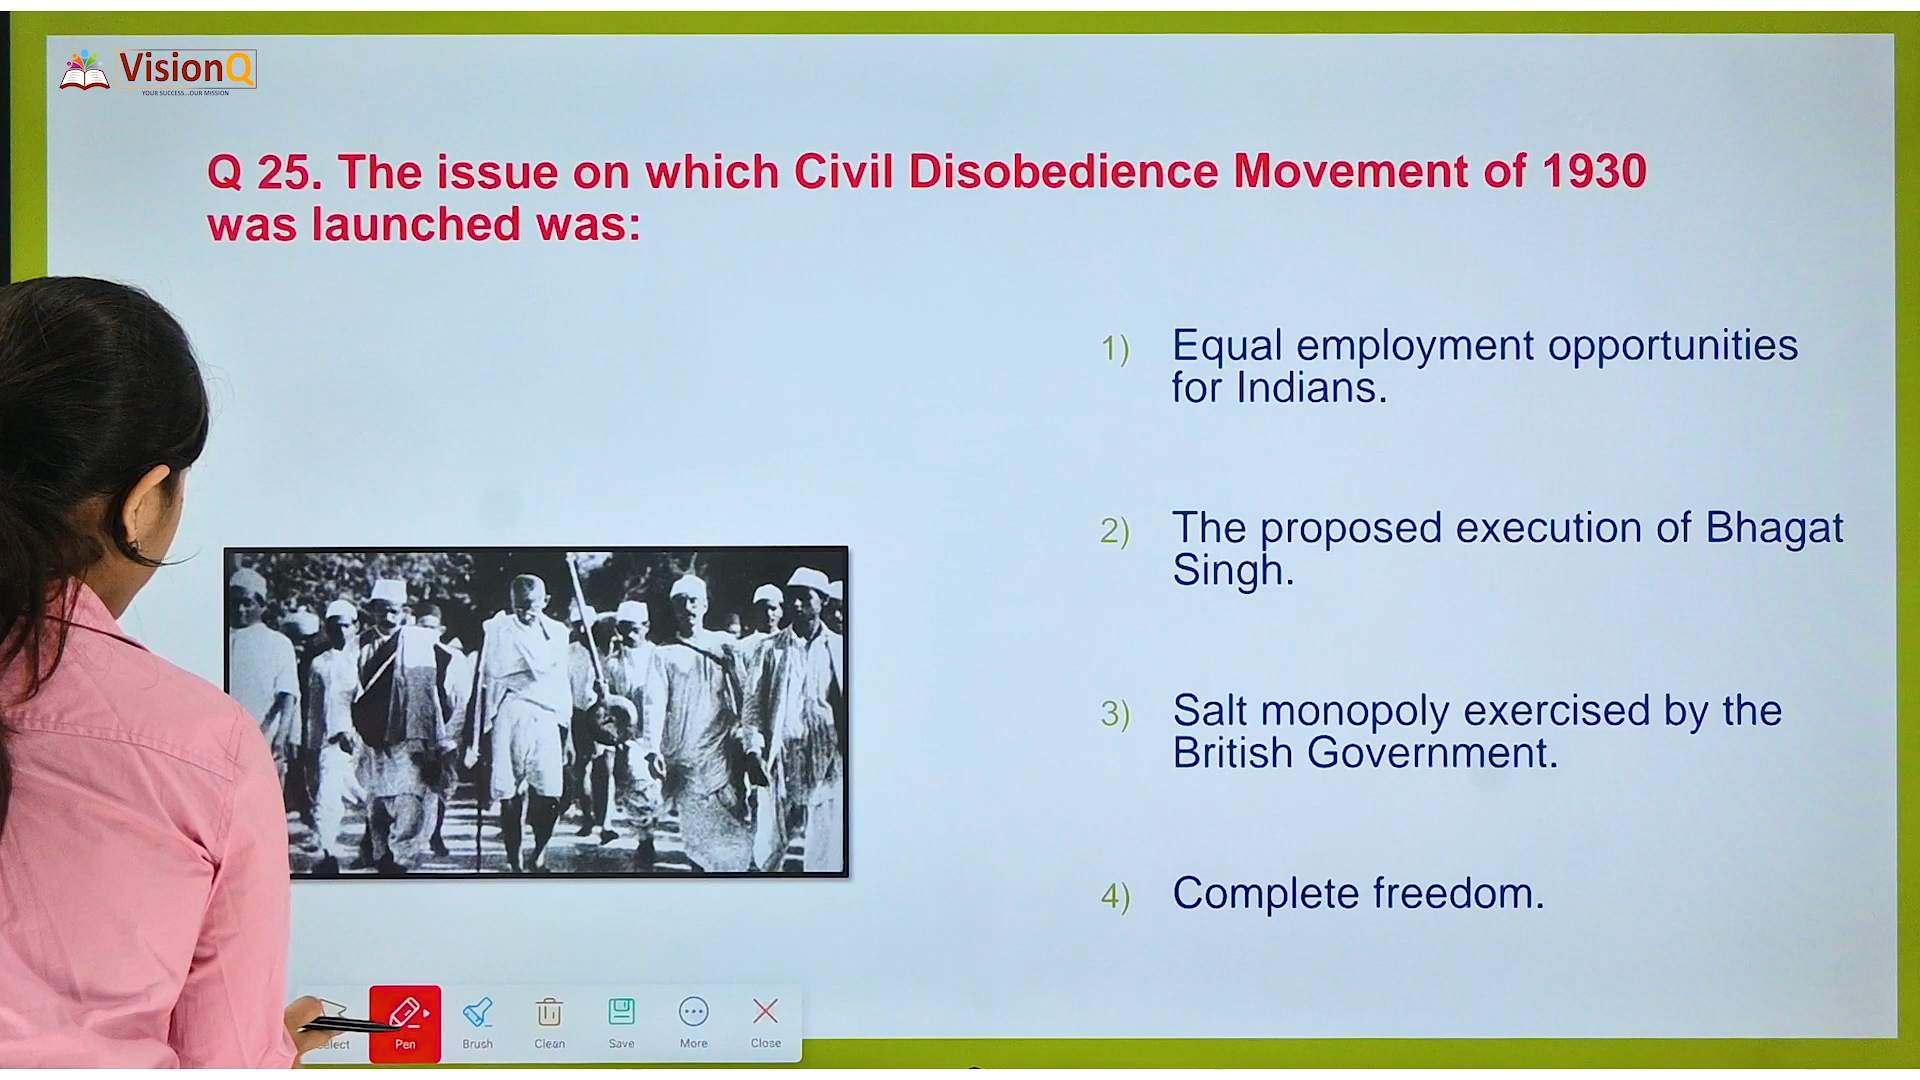 VisionQ
YOUR SUCCESS...OUR MISSION
Q 25. The issue on which Civil Disobedience Movement of 1930
was launched was:
1) Equal employment opportunities
for Indians.
2) The proposed execution of Bhagat
Singh.
3) Salt monopoly exercised by the
British Government.
4) Complete freedom.
Pen Brush Clean Save More Close